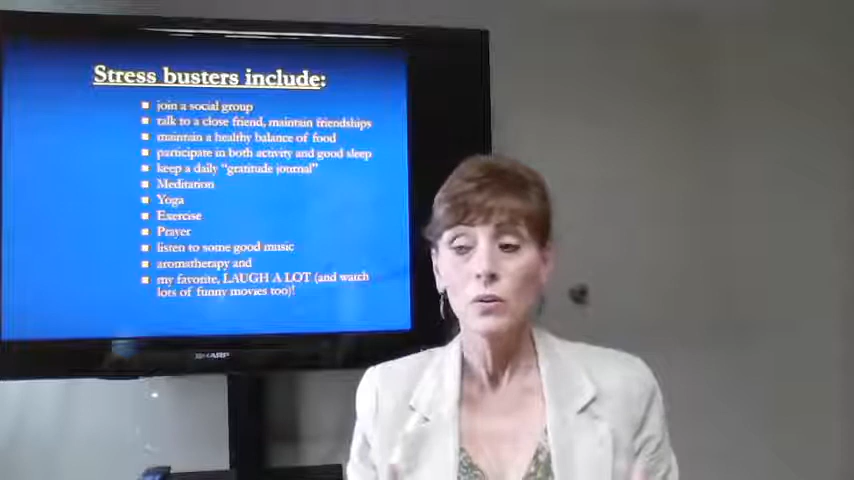 Stress busters include:
join a social group
talk to a close friend, maintain friendships
maintain a healthy balance of food
participate in both activity and good sleep
keep a daily "gratitude journal"
Meditation
Yoga
Exercise
Prayer
listen to some good music
aromatherapy and
my favorite, LAUGH A LOT (and watch
lots of funny movies too)!
SHARP